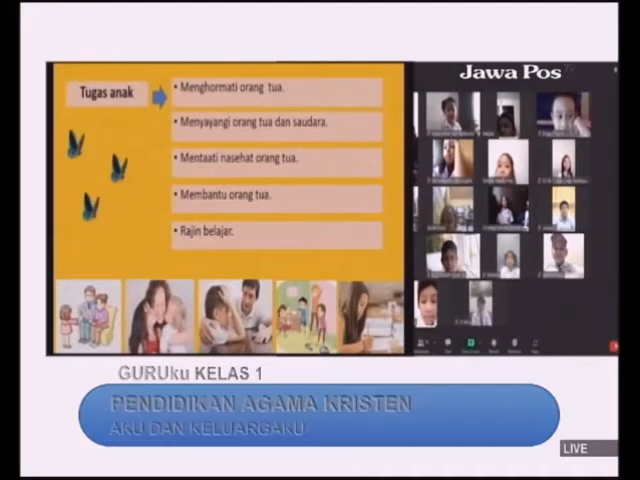 Jawa Pos
Tugas anak
• Menghormati orang tua.
• Menyayangi orang tua dan saudara.
• Mentaati nasehat orang tua.
• Membantu orang tua.
• Rajin belajar.
GURUku KELAS 1
PENDIDIKAN AGAMA KRISTEN
AKU DAN KELUARGAKU
LIVE